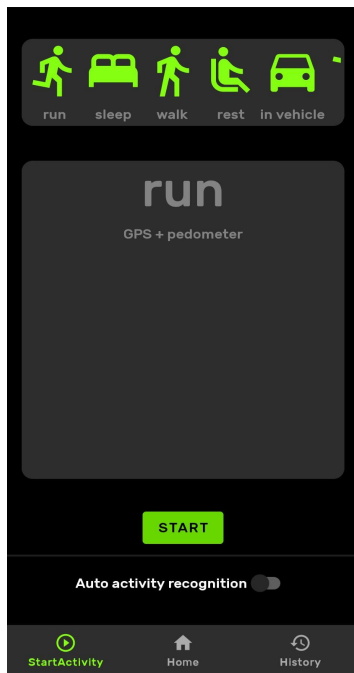 run sleep walk rest in vehicle
run
GPS + pedometer
START
Auto activity recognition
StartActivity Home History